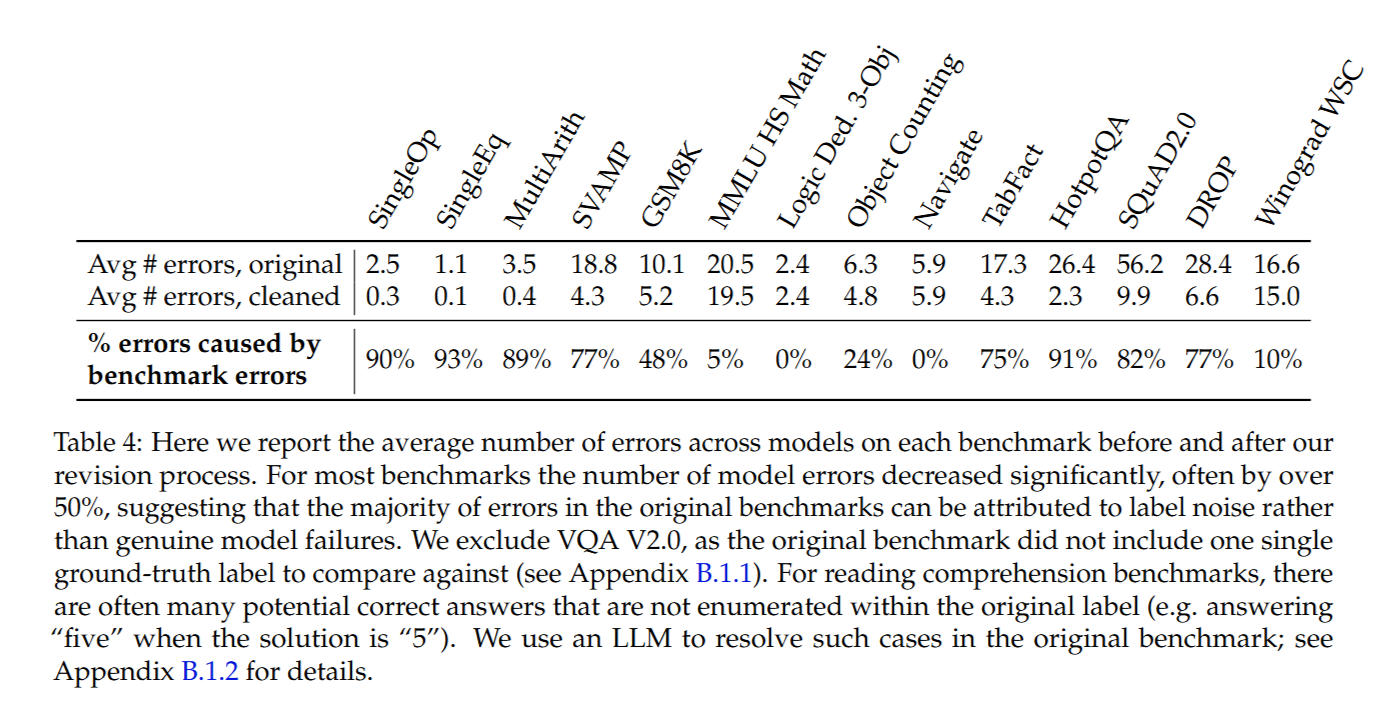 SingleOp SingleEq MultiArith SVAMP GSM8K MMLU HS Math Logic Ded. 3-Obj Object Counting Navigate TabFact HotpotQA SQuAD2.0 DROP Winograd WSC
Avg # errors, original 2.5 1.1 3.5 18.8 10.1 20.5 2.4 6.3 5.9 17.3 26.4 56.2 28.4 16.6
Avg # errors, cleaned 0.3 0.1 0.4 4.3 5.2 19.5 2.4 4.8 5.9 4.3 2.3 9.9 6.6 15.0
% errors caused by
benchmark errors 90% 93% 89% 77% 48% 5% 0% 24% 0% 75% 91% 82% 77% 10%
Table 4: Here we report the average number of errors across models on each benchmark before and after our
revision process. For most benchmarks the number of model errors decreased significantly, often by over
50%, suggesting that the majority of errors in the original benchmarks can be attributed to label noise rather
than genuine model failures. We exclude VQA V2.0, as the original benchmark did not include one single
ground-truth label to compare against (see Appendix B.1.1). For reading comprehension benchmarks, there
are often many potential correct answers that are not enumerated within the original label (e.g. answering
“five” when the solution is “5”). We use an LLM to resolve such cases in the original benchmark; see
Appendix B.1.2 for details.